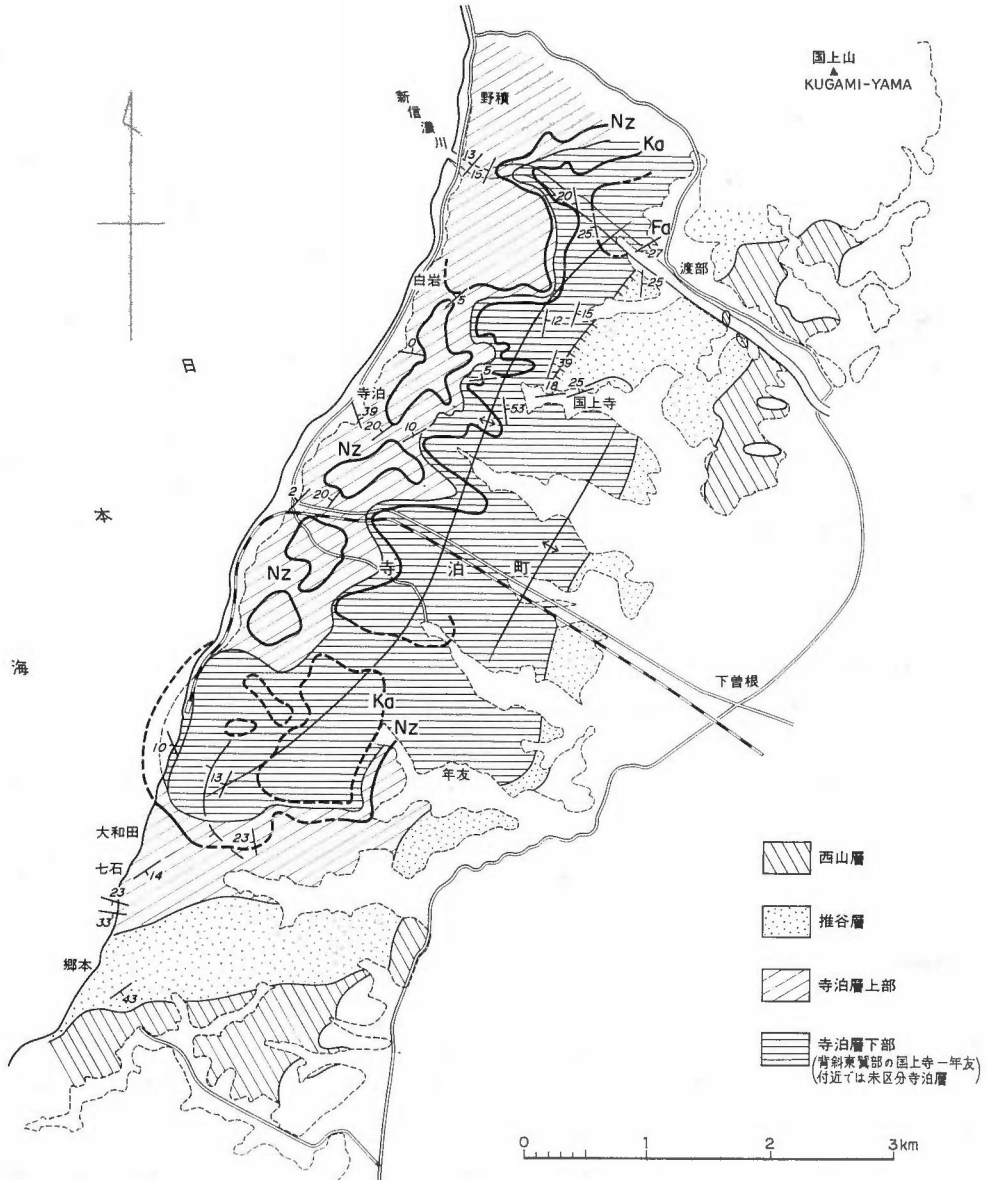 国上山
KUGAMI-YAMA
野積
新信濃川
Nz
Ka
13
15
20
25
Fa
27
渡部
25
白岩
5
12
15
日
0
39
5
18
25
国上寺
寺泊
39
20
10
53
Nz
本
2
20
寺泊町
Nz
海
下曽根
Ka
Nz
10
13
年友
大和田
23
七石
14
23
33
郷本
43
西山層
推谷層
寺泊層上部
寺泊層下部
(背斜東翼部の国上寺ー年友
付近では未区分寺泊層)
0 1 2 3km